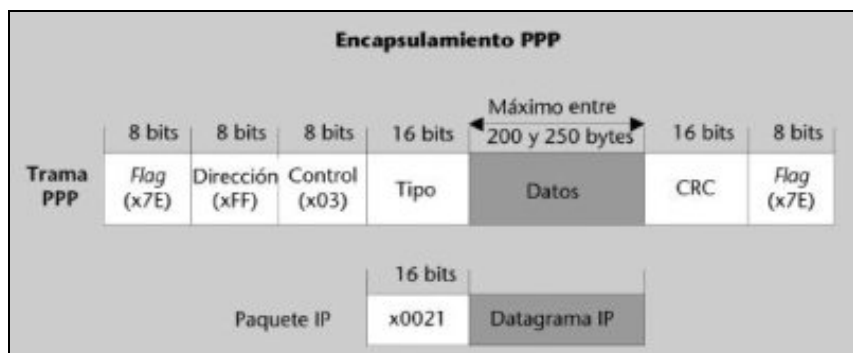 Encapsulamiento PPP
Máximo entre
8 bits 8 bits 8 bits 16 bits 200 y 250 bytes 16 bits 8 bits
Trama PPP
Flag (x7E)
Dirección (xFF)
Control (x03)
Tipo
Datos
CRC
Flag (x7E)
16 bits
Paquete IP x0021 Datagrama IP